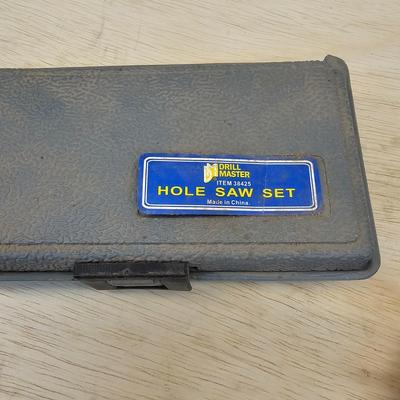 DRILL
MASTER
ITEM 38425
HOLE SAW SET
Made in China.